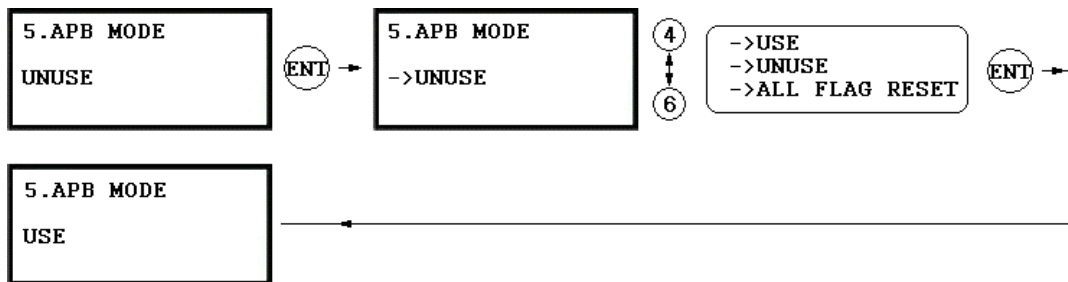 5.APB MODE
UNUSE
ENT
5.APB MODE
->UNUSE
4
6
->USE
->UNUSE
->ALL FLAG RESET
ENT
5.APB MODE
USE